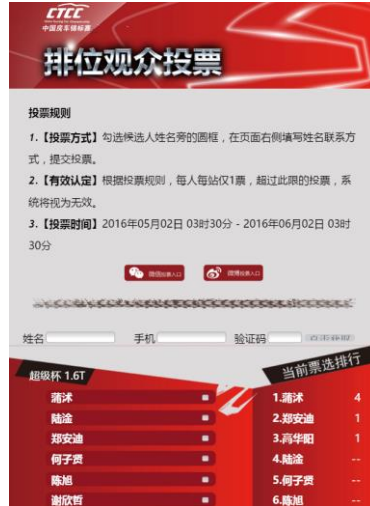 CTCC
中国房车锦标赛
排位观众投票
投票规则
1.【投票方式】勾选候选人姓名旁的圆框，在页面右侧填写姓名联系方
式，提交投票。
2.【有效认定】根据投票规则，每人每站仅1票，超过此限的投票，系
统将视为无效。
3.【投票时间】2016年05月02日 03时30分 - 2016年06月02日 03时
30分
微信投票入口 微博投票入口
姓名 手机 验证码 点击获取
超级杯 1.6T 当前票选排行
蒲沭 1.蒲沭 4
陆淦 2.郑安迪 1
郑安迪 3.高华阳 1
何子贤 4.陆淦 --
陈旭 5.何子贤 --
谢欣哲 6.陈旭 --